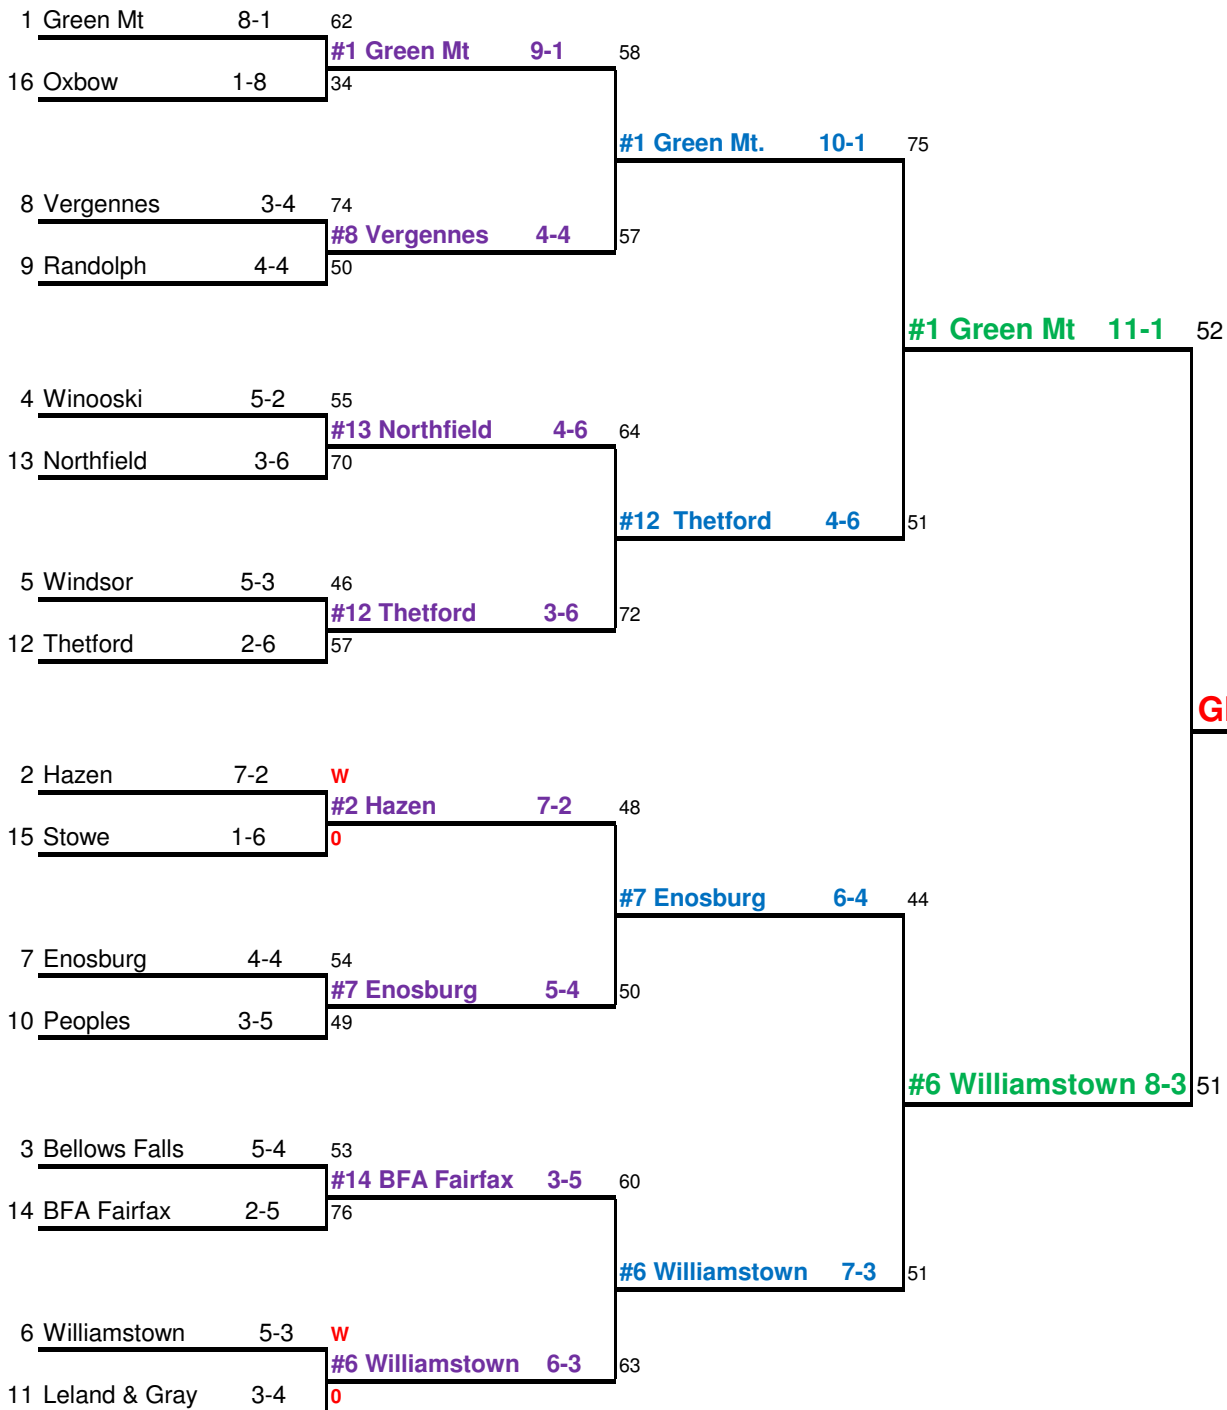 1 Green Mt 8-1 62
#1 Green Mt 9-1 58
16 Oxbow 1-8 34
#1 Green Mt. 10-1 75
8 Vergennes 3-4 74
#8 Vergennes 4-4 57
9 Randolph 4-4 50
#1 Green Mt 11-1 52
4 Winooski 5-2 55
#13 Northfield 4-6 64
13 Northfield 3-6 70
#12 Thetford 4-6 51
5 Windsor 5-3 46
#12 Thetford 3-6 72
12 Thetford 2-6 57
2 Hazen 7-2 W
#2 Hazen 7-2 48
15 Stowe 1-6 0
#7 Enosburg 6-4 44
7 Enosburg 4-4 54
#7 Enosburg 5-4 50
10 Peoples 3-5 49
#6 Williamstown 8-3 51
3 Bellows Falls 5-4 53
#14 BFA Fairfax 3-5 60
14 BFA Fairfax 2-5 76
#6 Williamstown 7-3 51
6 Williamstown 5-3 W
#6 Williamstown 6-3 63
11 Leland & Gray 3-4 0